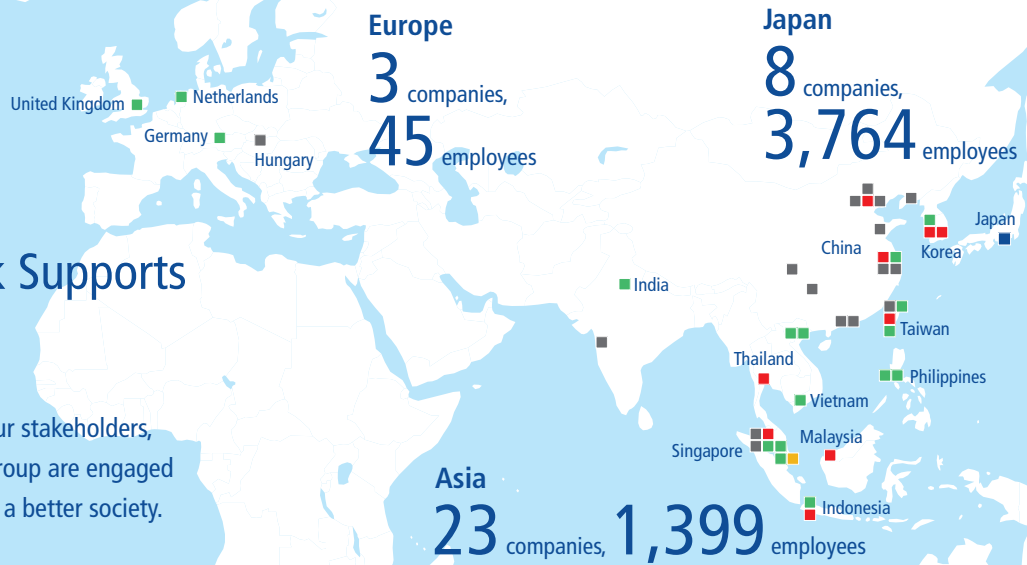 Europe
3 companies,
45 employees
Japan
8 companies,
3,764 employees
United Kingdom
Netherlands
Germany
Hungary
Supports
India
China
Korea
Japan
Taiwan
Thailand
Philippines
Vietnam
Singapore
Malaysia
Indonesia
stakeholders,
are engaged
a better society.
Asia
23 companies, 1,399 employees